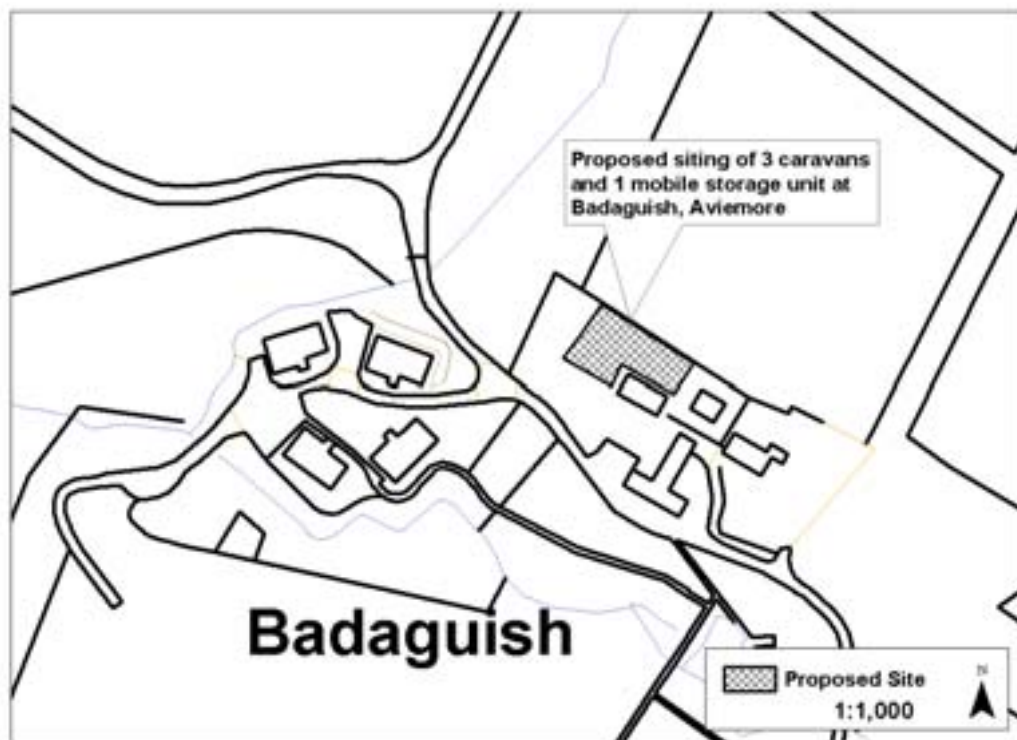 Proposed siting of 3 caravans
and 1 mobile storage unit at
Badaguish, Aviemore
Badaguish
Proposed Site
1:1,000
N